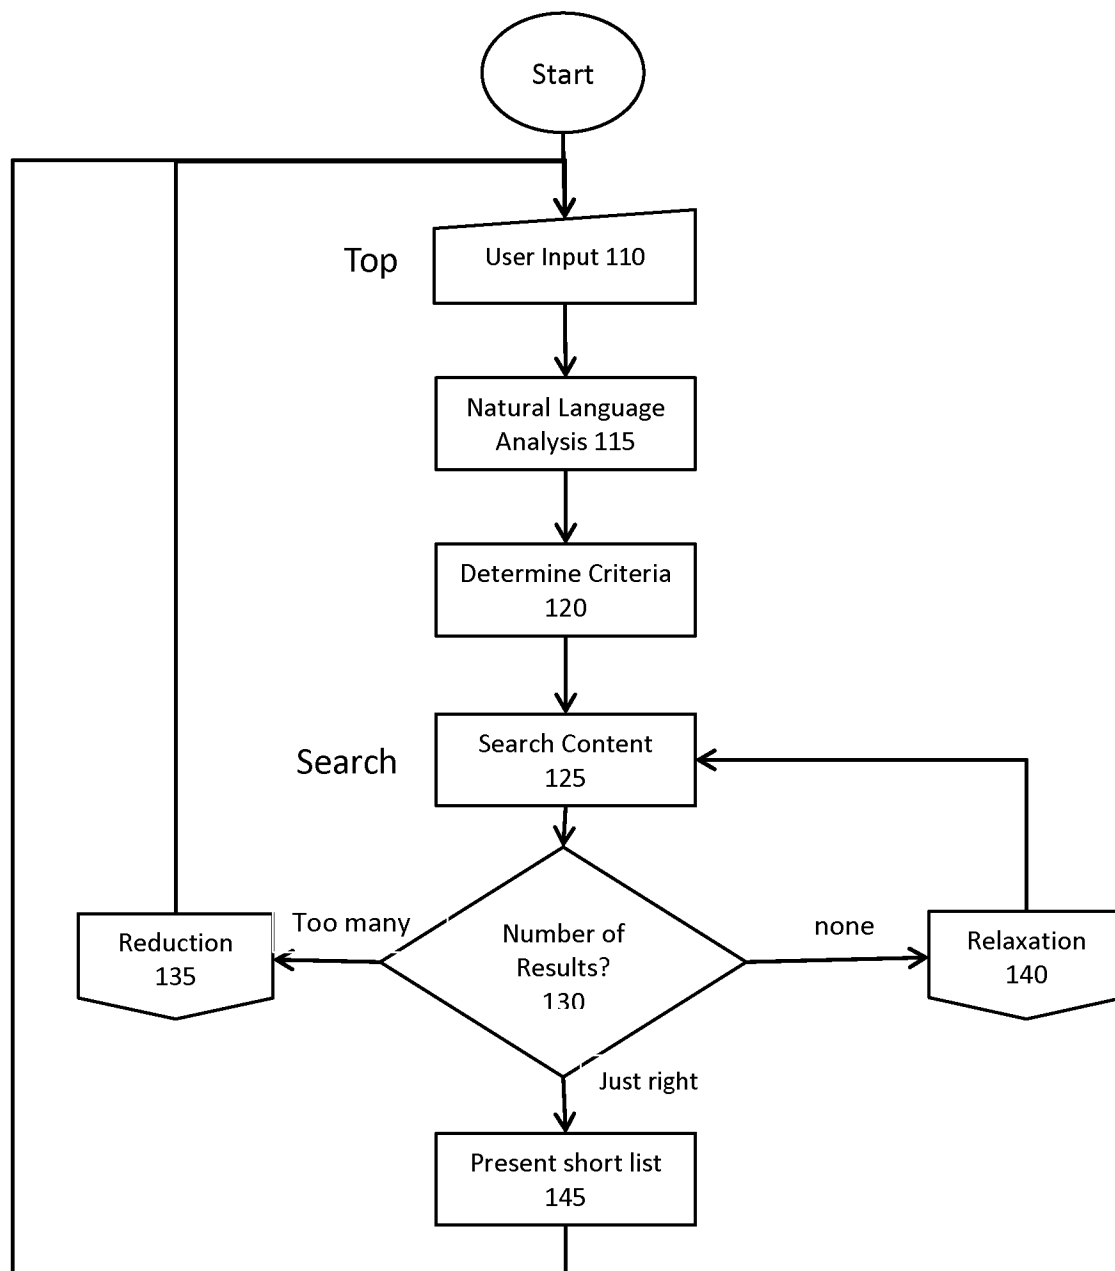 Start
Top
User Input 110
Natural Language
Analysis 115
Determine Criteria
120
Search
Search Content
125
Too many
none
Number of
Results?
130
Reduction
135
Relaxation
140
Just right
Present short list
145